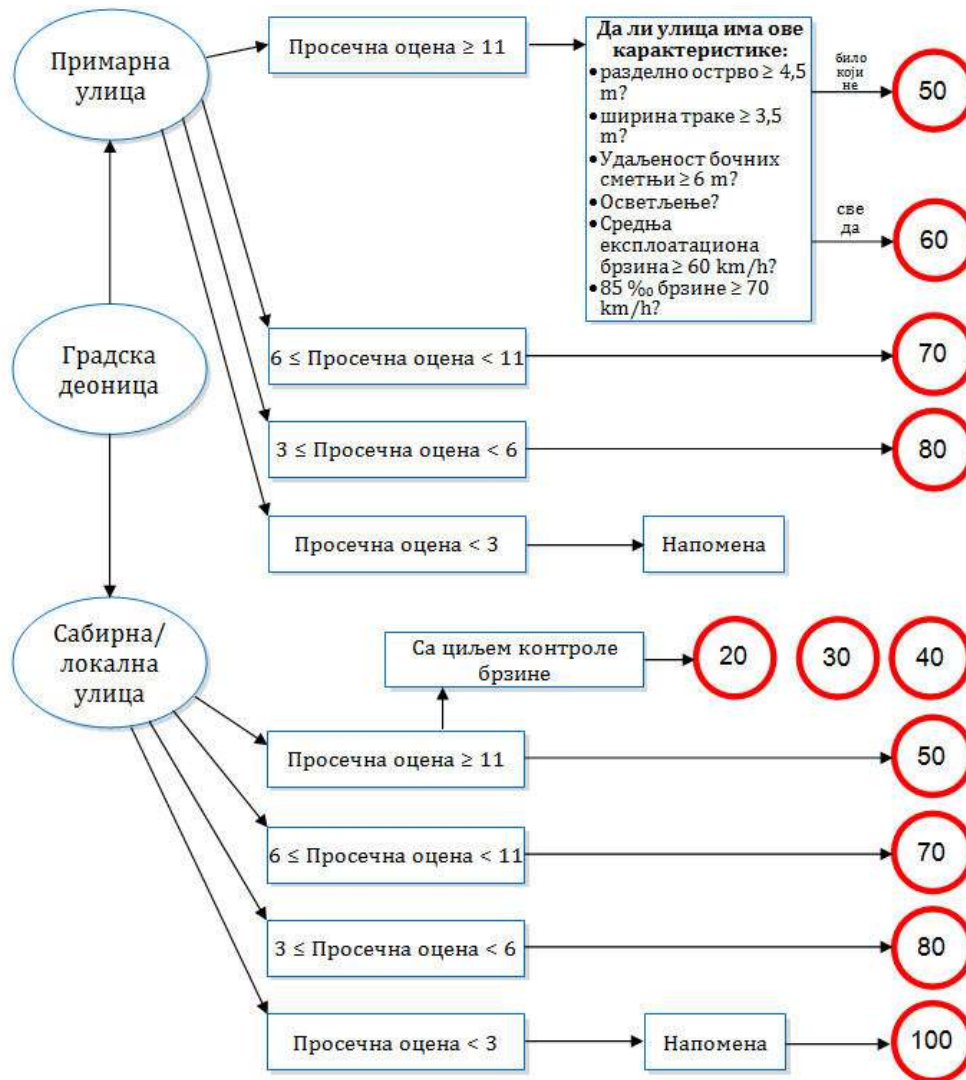 Примарна
улица
Просечна оцена ≥ 11
Да ли улица има ове
карактеристике:
• разделно острво ≥ 4,5
m?
• ширина траке ≥ 3,5
m?
• Удаљеност бочних
сметњи ≥ 6 m?
• Осветљење?
• Средња
експлоатациона
брзина ≥ 60 km/h?
• 85 ‰ брзине ≥ 70
km/h?
било
који
не
50
све
да
60
Градска
деоница
6 ≤ Просечна оцена < 11
70
3 ≤ Просечна оцена < 6
80
Просечна оцена < 3
Напомена
Сабирна/
локална
улица
Са циљем контроле
брзине
20
30
40
Просечна оцена ≥ 11
50
6 ≤ Просечна оцена < 11
70
3 ≤ Просечна оцена < 6
80
Просечна оцена < 3
Напомена
100